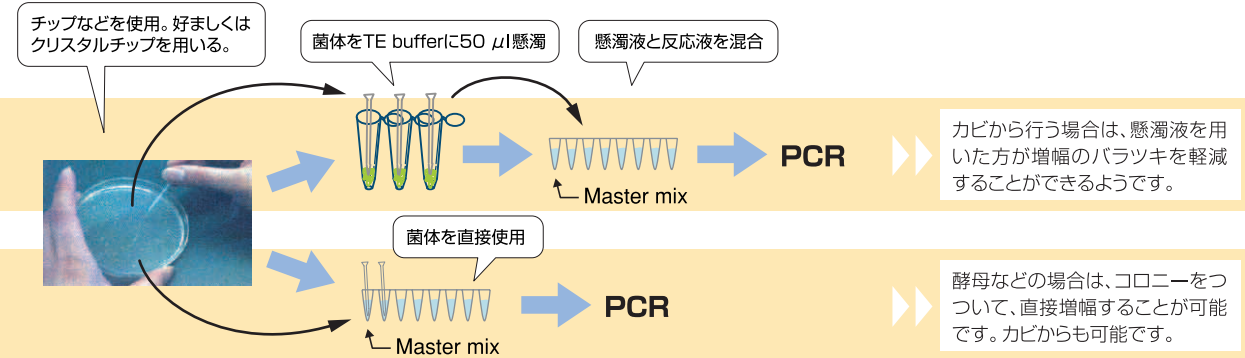 チップなどを使用。好ましくは
クリスタルチップを用いる。
菌体をTE bufferに50 μl懸濁
懸濁液と反応液を混合
Master mix
PCR
カビから行う場合は、懸濁液を用
いた方が増幅のバラツキを軽減
することができるようです。
菌体を直接使用
Master mix
PCR
酵母などの場合は、コロニーをつ
ついて、直接増幅することが可能
です。カビからも可能です。